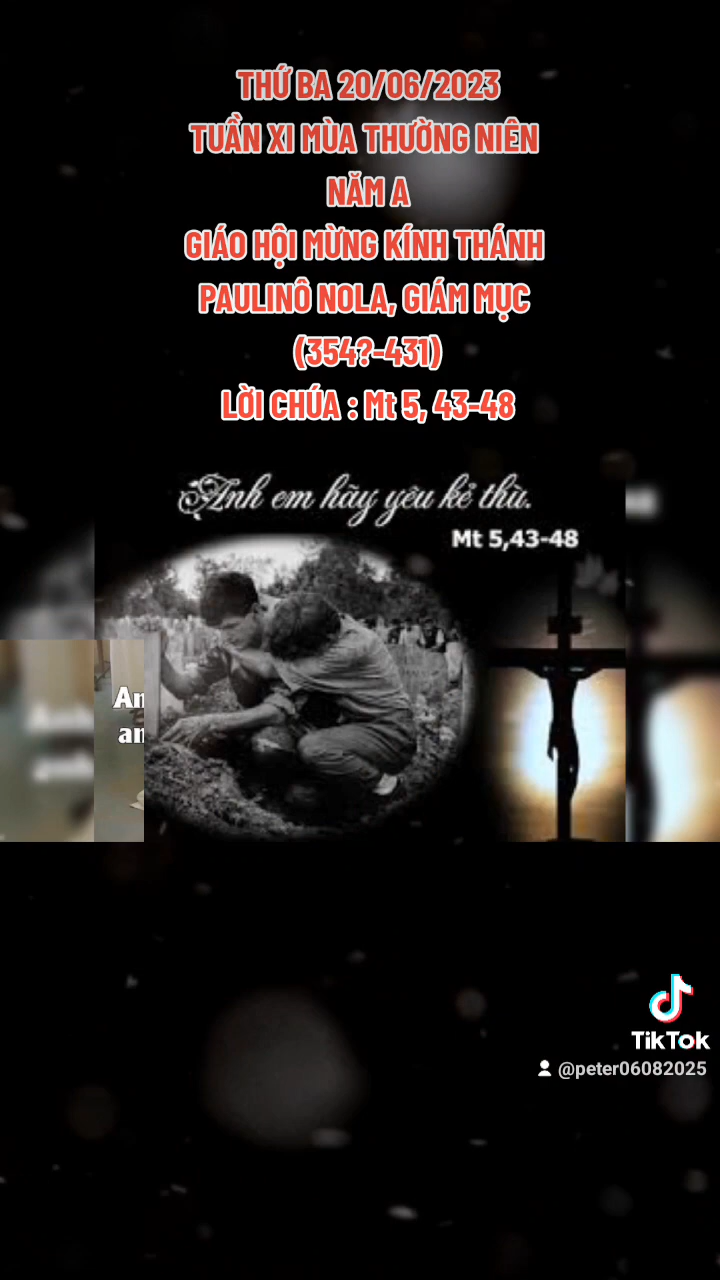 THỨ BA 20/06/2023
TUẦN XI MÙA THƯỜNG NIÊN
NĂM A
GIÁO HỘI MỪNG KÍNH THÁNH
PAULINÔ NOLA, GIÁM MỤC
(354?-431)
LỜI CHÚA : Mt 5, 43-48
Anh em hãy yêu kẻ thù.
Mt 5,43-48
TikTok
@peter06082025